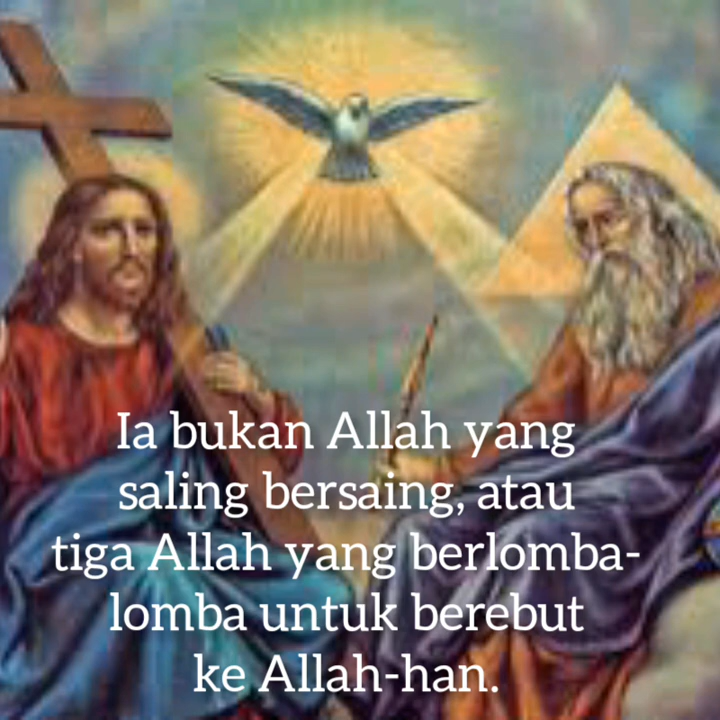 Ia bukan Allah yang
saling bersaing, atau
tiga Allah yang berlomba-
lomba untuk berebut
ke Allah-han.